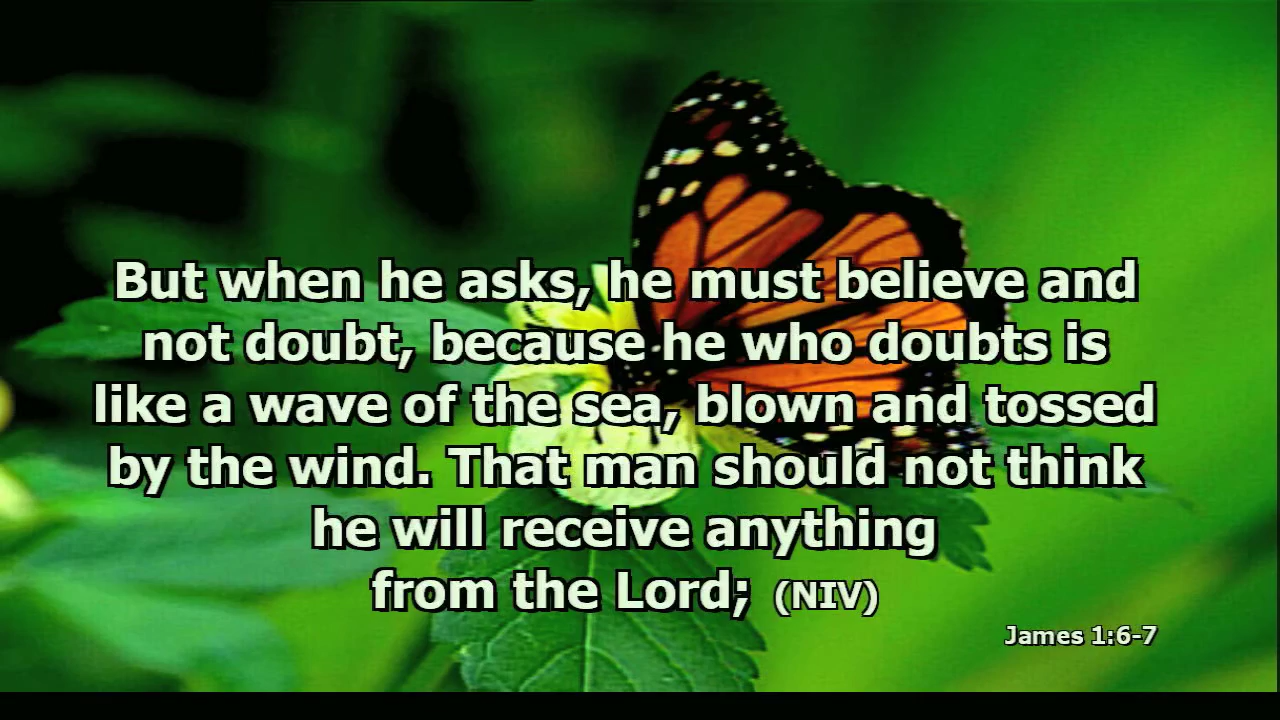 But when he asks, he must believe and
not doubt, because he who doubts is
like a wave of the sea, blown and tossed
by the wind. That man should not think
he will receive anything
from the Lord; (NIV)
James 1:6-7